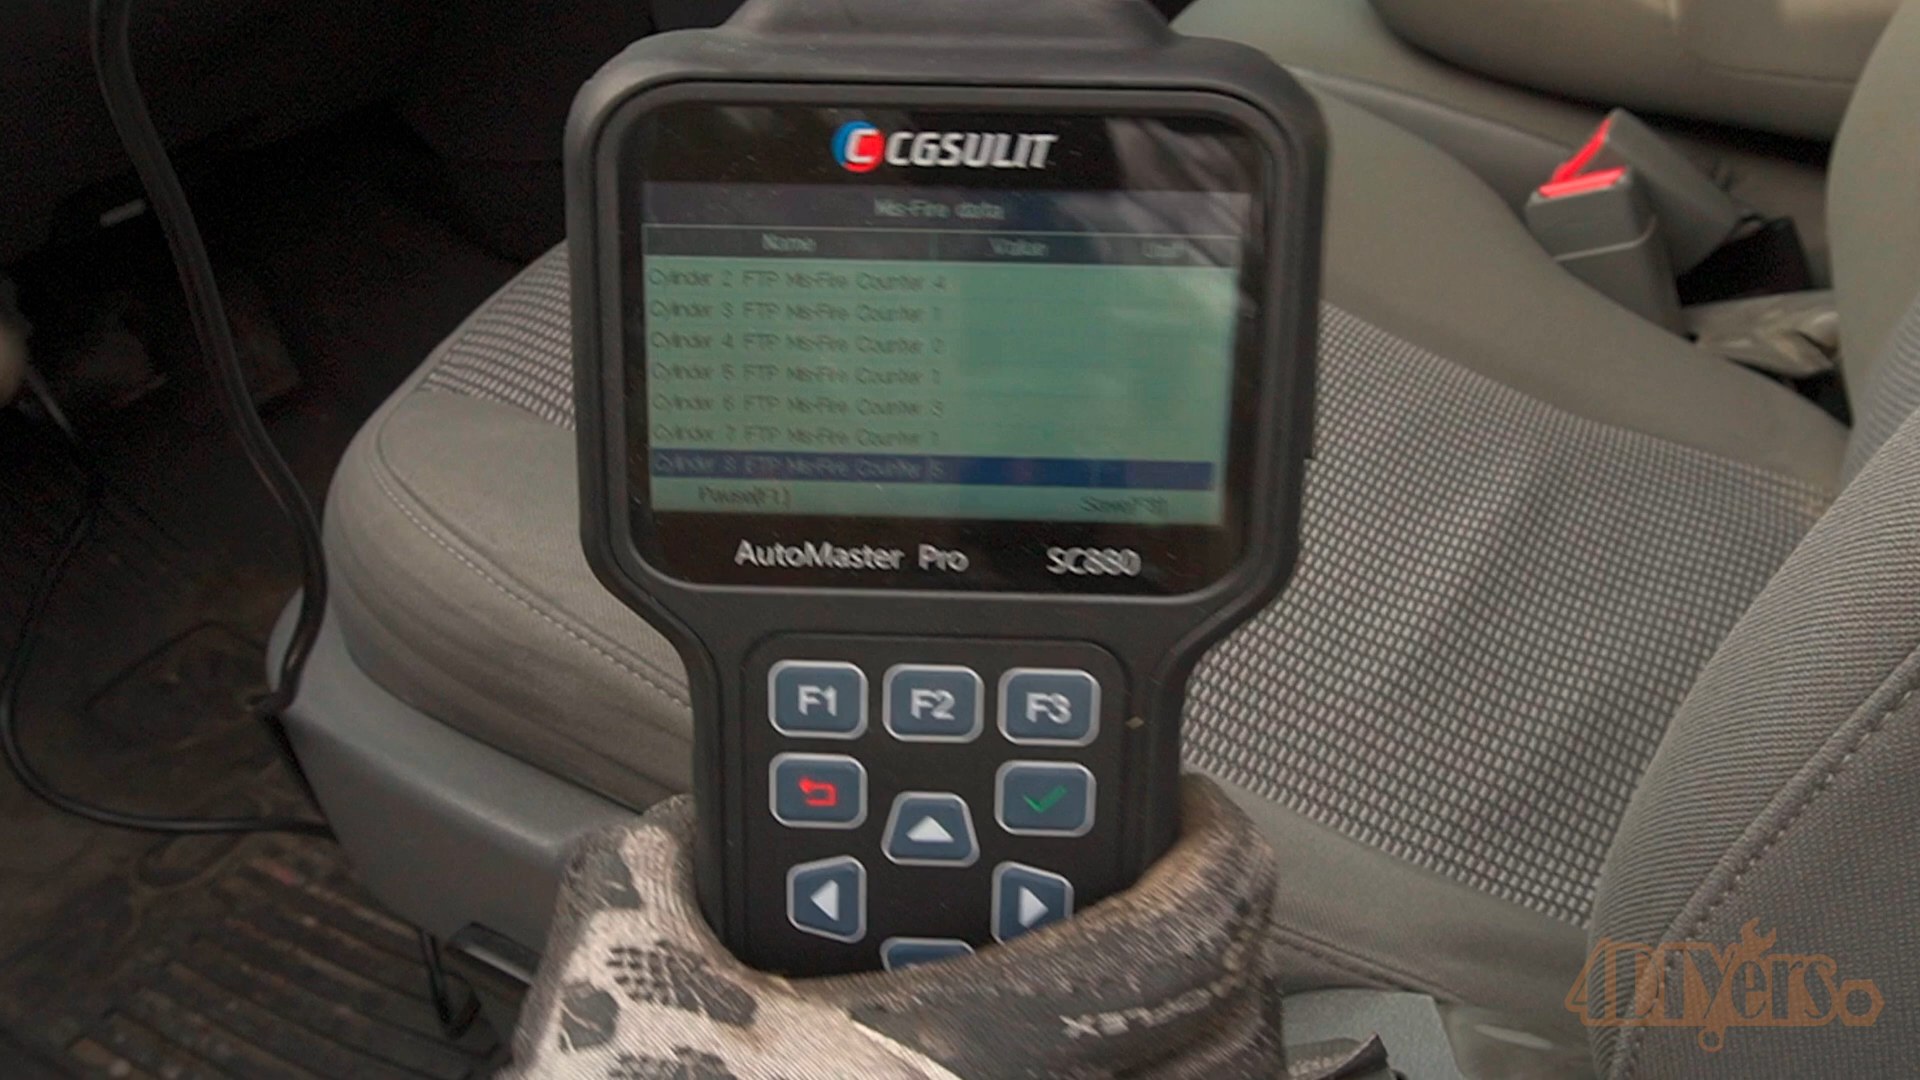 CGSULIT
Mis-Fire data
Name Value Unit
Cylinder 2 FTP Mis-Fire Counter 4
Cylinder 3 FTP Mis-Fire Counter 1
Cylinder 4 FTP Mis-Fire Counter 2
Cylinder 5 FTP Mis-Fire Counter 1
Cylinder 6 FTP Mis-Fire Counter 3
Cylinder 7 FTP Mis-Fire Counter 1
Cylinder 8 FTP Mis-Fire Counter 5
Pause(F1)
AutoMaster Pro SC880
F1 F2 F3
4DIYers